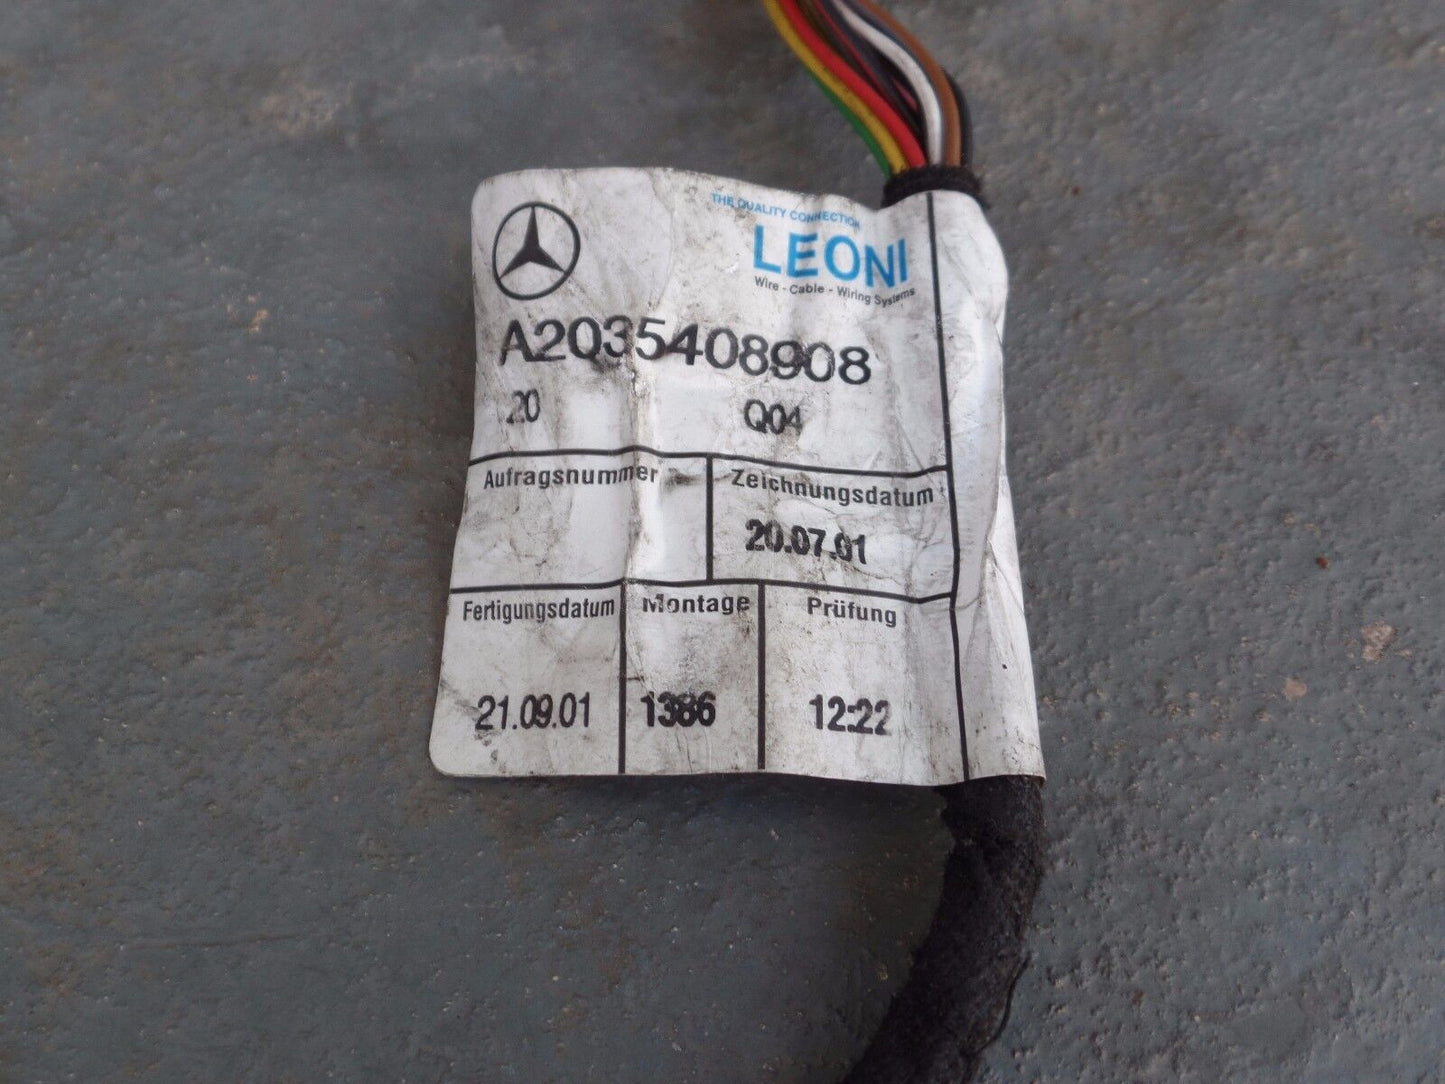 THE QUALITY CONNECTION
LEONI
Wire - Cable - Wiring Systems
A2035408908
20 Q04
Aufragsnummer
Zeichnungsdatum
20.07.01
Fertigungsdatum Montage Prüfung
21.09.01 1386 12:22